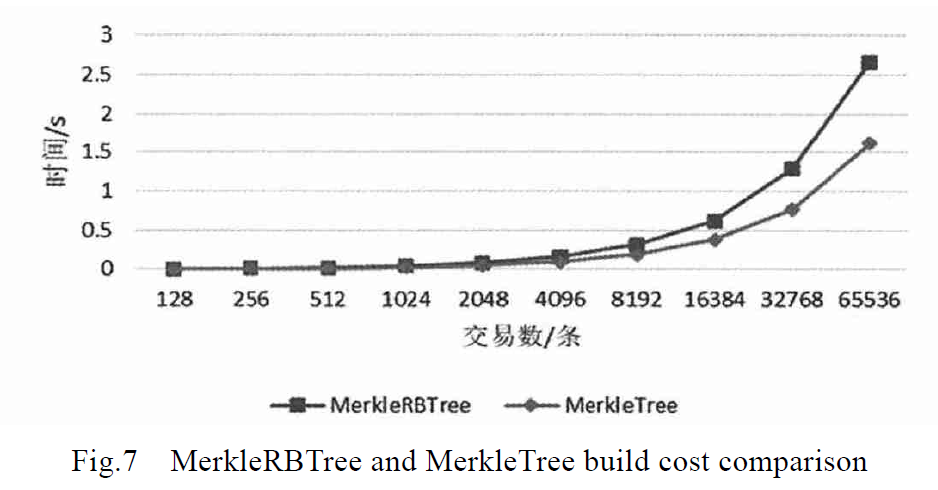 3
2.5
2
1.5
1
0.5
0
时间/s
128 256 512 1024 2048 4096 8192 16384 32768 65536
交易数/条
MerkleRBTree MerkleTree
Fig.7 MerkleRBTree and MerkleTree build cost comparison